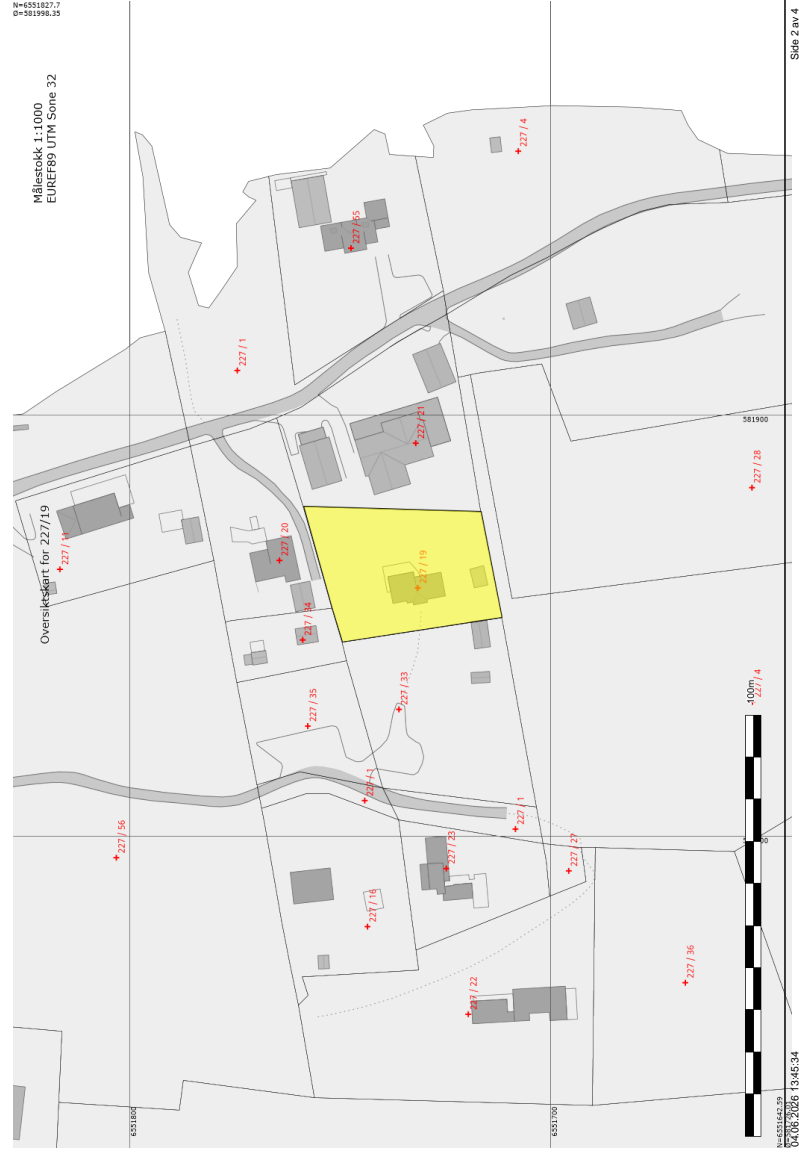 N=6551827.7
Ø=581998.35
Målestokk 1:1000
EUREF89 UTM Sone 32
Side 2 av 4
227 / 4
227 / 65
227 / 1
227 / 21
581900
227 / 28
Oversiktskart for 227/19
227 / 20
227 / 19
227 / 34
227 / 33
227 / 35
100m
227 / 4
227 / 1
227 / 1
227 / 56
227 / 23
227 / 27
227 / 16
227 / 22
227 / 36
6551800
6551700
N=6551642.59
04.06.2026 13:45:34